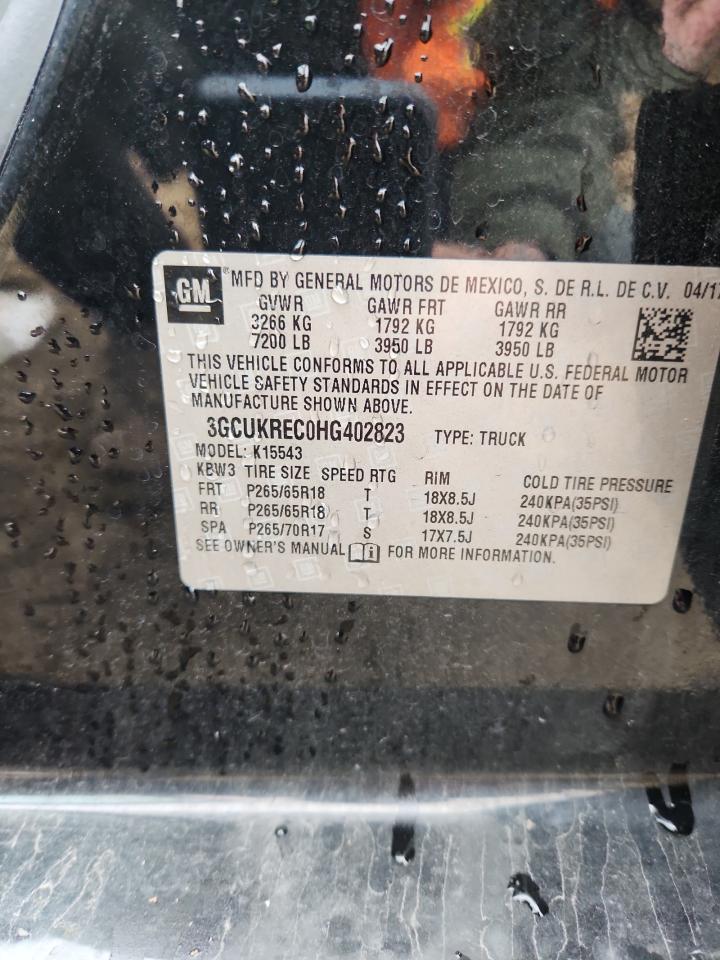 GM ® MFD BY GENERAL MOTORS DE MEXICO, S. DE R.L. DE C.V. 04/17
GVWR GAWR FRT GAWR RR
3266 KG 1792 KG 1792 KG
7200 LB 3950 LB 3950 LB
THIS VEHICLE CONFORMS TO ALL APPLICABLE U.S. FEDERAL MOTOR
VEHICLE SAFETY STANDARDS IN EFFECT ON THE DATE OF
MANUFACTURE SHOWN ABOVE.
3GCUKREC0HG402823 TYPE: TRUCK
MODEL: K15543
KBW3 TIRE SIZE SPEED RTG RIM COLD TIRE PRESSURE
FRT P265/65R18 T 18X8.5J 240KPA(35PSI)
RR P265/65R18 T 18X8.5J 240KPA(35PSI)
SPA P265/70R17 S 17X7.5J 240KPA(35PSI)
SEE OWNER'S MANUAL FOR MORE INFORMATION.